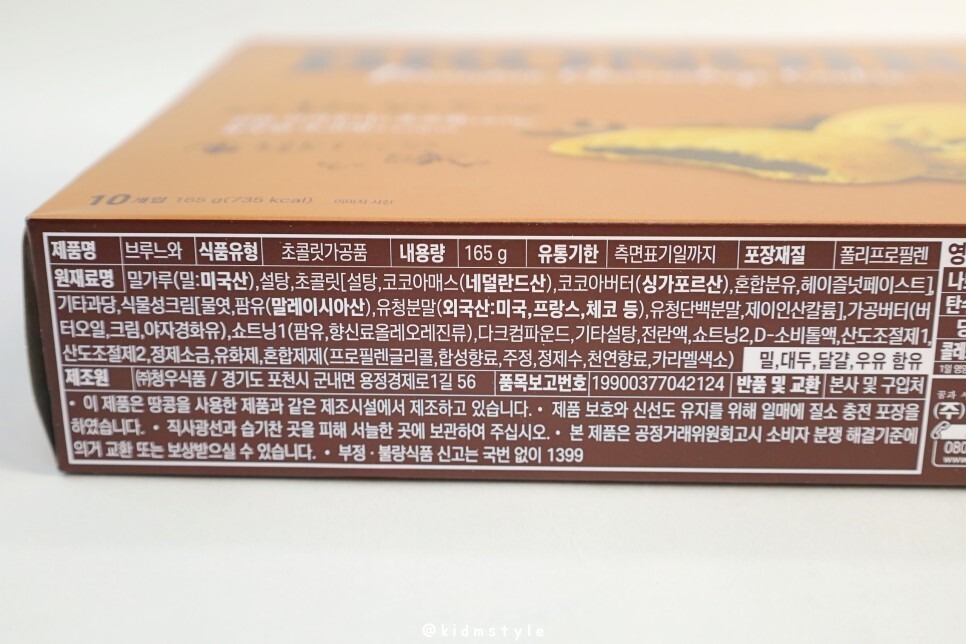 10개입 165 g(735 kcal) 이미지 사진
제품명 브루느와 식품유형 초콜릿가공품 내용량 165 g 유통기한 측면표기일까지 포장재질 폴리프로필렌
원재료명 밀가루(밀:미국산),설탕,초콜릿[설탕,코코아매스(네덜란드산),코코아버터(싱가포르산),혼합분유,헤이즐넛페이스트],
기타과당,식물성크림[물엿,팜유(말레이시아산),유청분말(외국산:미국,프랑스,체코 등),유청단백분말,제이인산칼륨],가공버터(버
터오일,크림,야자경화유),쇼트닝1(팜유,향신료올레오레진류),다크컴파운드,기타설탕,전란액,쇼트닝2,D-소비톨액,산도조절제1,
산도조절제2,정제소금,유화제,혼합제제(프로필렌글리콜,합성향료,주정,정제수,천연향료,카라멜색소) 밀,대두,달걀,우유 함유
제조원 ㈜청우식품 / 경기도 포천시 군내면 용정경제로1길 56 품목보고번호 19900377042124 반품 및 교환 본사 및 구입처
• 이 제품은 땅콩을 사용한 제품과 같은 제조시설에서 제조하고 있습니다. • 제품 보호와 신선도 유지를 위해 일매에 질소 충전 포장을
하였습니다. • 직사광선과 습기찬 곳을 피해 서늘한 곳에 보관하여 주십시오. • 본 제품은 공정거래위원회고시 소비자 분쟁 해결기준에
의거 교환 또는 보상받으실 수 있습니다. • 부정·불량식품 신고는 국번 없이 1399
영
콜레
(주)
080
www
@kidmstyle